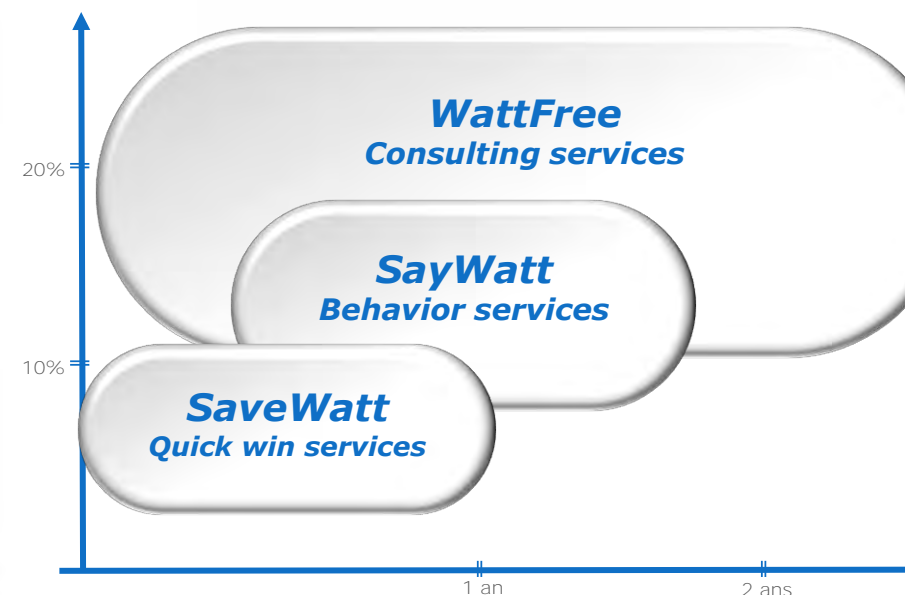 WattFree
Consulting services
20%
SayWatt
Behavior services
10%
SaveWatt
Quick win services
1 an
2 ans